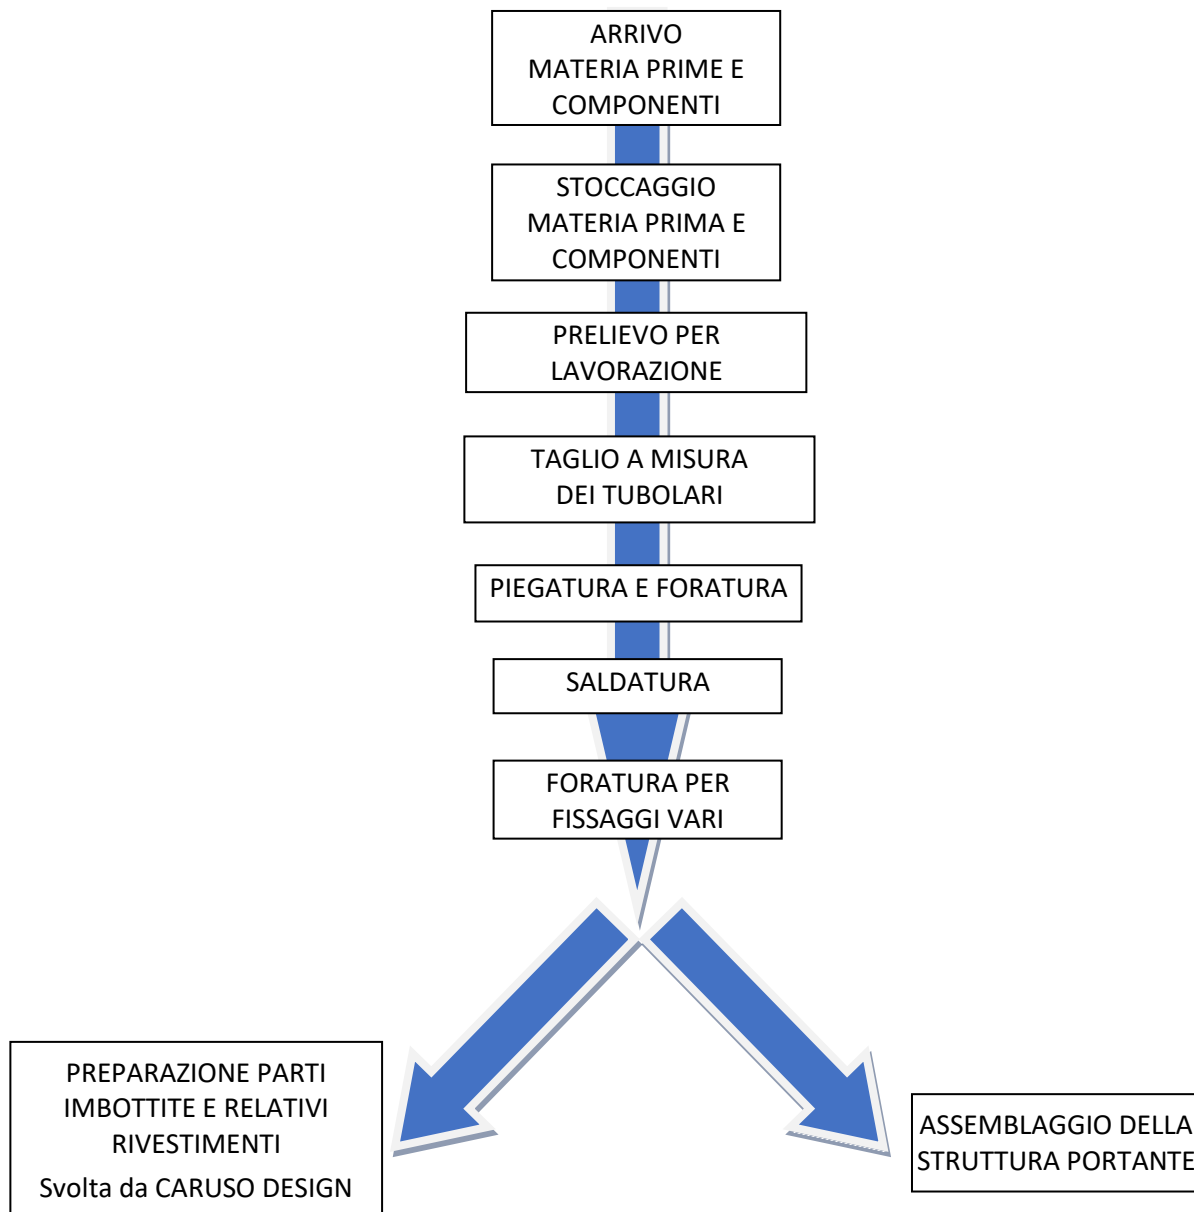 ARRIVO
MATERIA PRIME E
COMPONENTI
STOCCAGGIO
MATERIA PRIMA E
COMPONENTI
PRELIEVO PER
LAVORAZIONE
TAGLIO A MISURA
DEI TUBOLARI
PIEGATURA E FORATURA
SALDATURA
FORATURA PER
FISSAGGI VARI
PREPARAZIONE PARTI
IMBOTTITE E RELATIVI
RIVESTIMENTI
Svolta da CARUSO DESIGN
ASSEMBLAGGIO DELLA
STRUTTURA PORTANTE